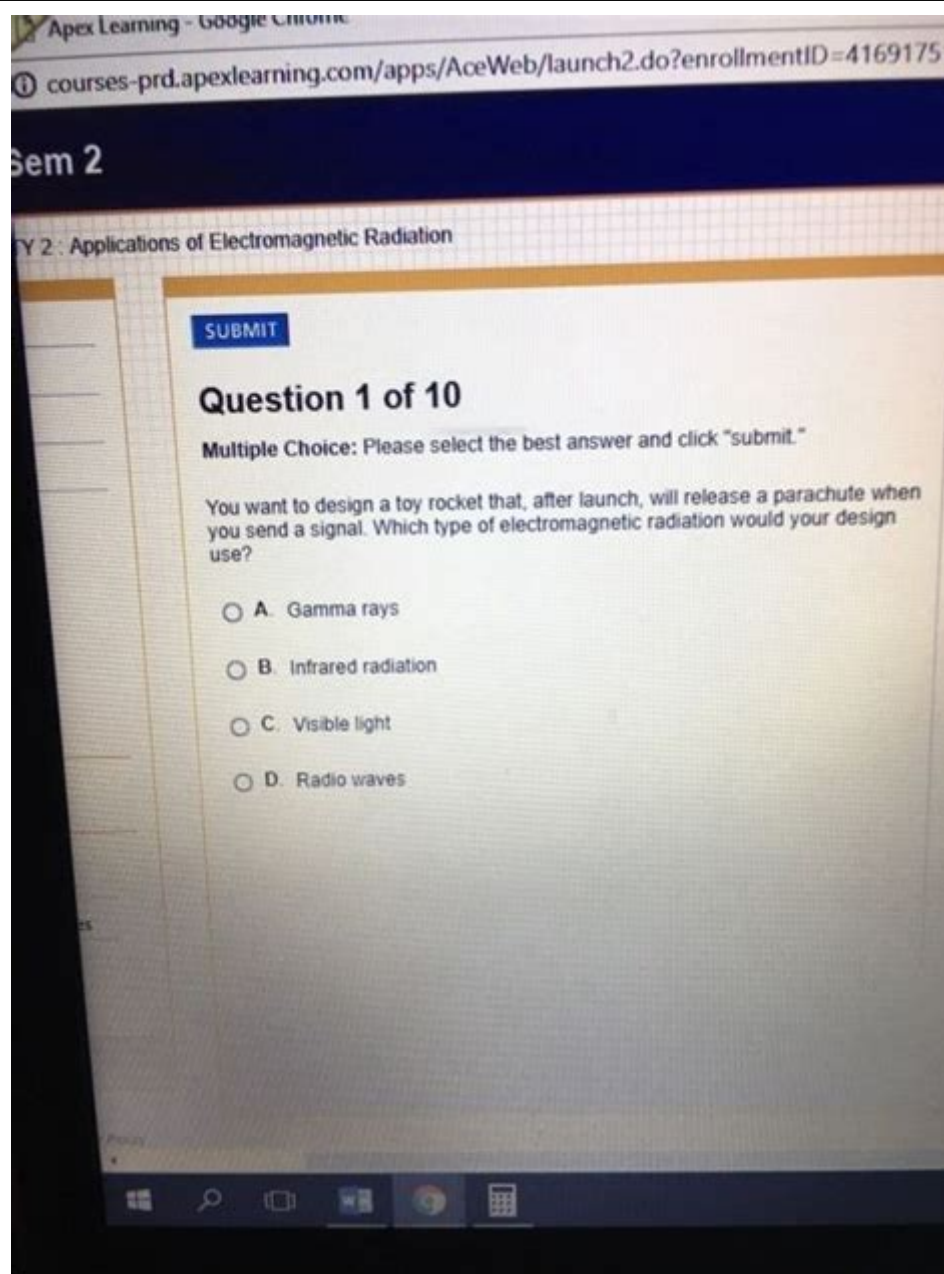 Apex Learning - Google Chrome
courses-prd.apexlearning.com/apps/AceWeb/launch2.do?enrollmentID=4169175
Sem 2
TY 2 : Applications of Electromagnetic Radiation
SUBMIT
Question 1 of 10
Multiple Choice: Please select the best answer and click "submit."
You want to design a toy rocket that, after launch, will release a parachute when
you send a signal. Which type of electromagnetic radiation would your design
use?
A. Gamma rays
B. Infrared radiation
C. Visible light
D. Radio waves
es